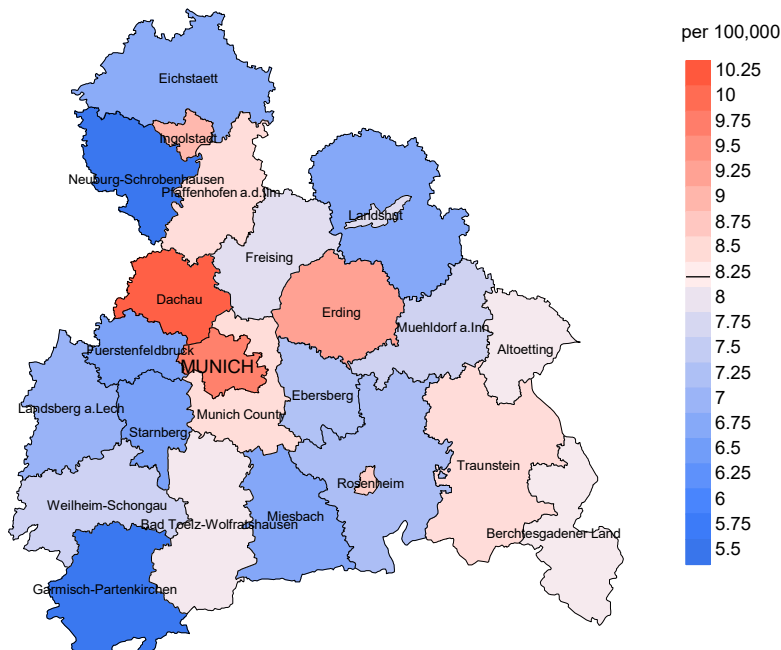 per 100,000
10.25
10
9.75
9.5
9.25
9
8.75
8.5
8.25
8
7.75
7.5
7.25
7
6.75
6.5
6.25
6
5.75
5.5
Eichstaett
Ingolstadt
Neuburg-Schrobenhausen
Pfaffenhofen a.d.Ilm
Landshut
Freising
Dachau
Erding
Muehldorf a.Inn
Altoetting
Fuerstenfeldbruck
MUNICH
Ebersberg
Landsberg a.Lech
Munich County
Starnberg
Traunstein
Rosenheim
Weilheim-Schongau
Miesbach
Bad Toelz-Wolfratshausen
Berchtesgadener Land
Garmisch-Partenkirchen